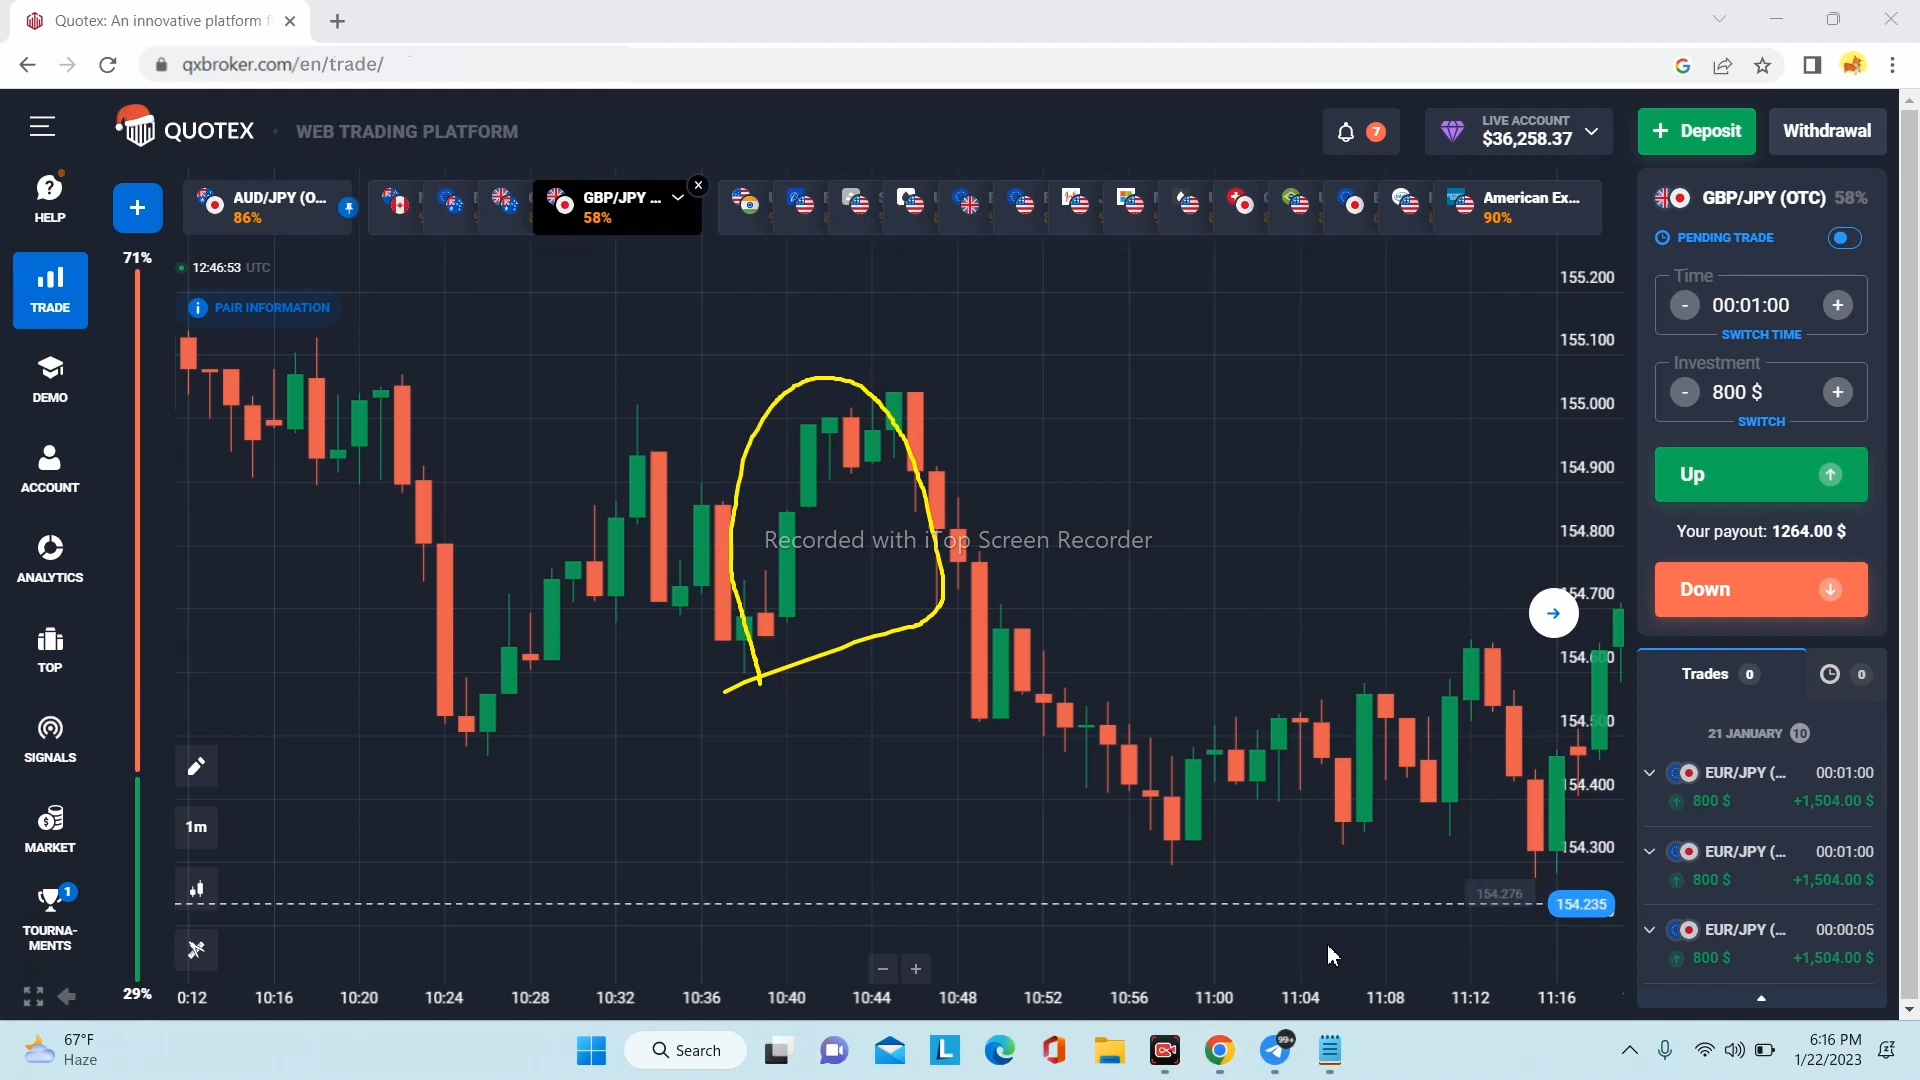 Quotex: An innovative platform f
qxbroker.com/en/trade/
QUOTEX
WEB TRADING PLATFORM
7
LIVE ACCOUNT
$36,258.37
+ Deposit
Withdrawal
HELP
+
AUD/JPY (O...
86%
GBP/JPY ...
58%
American Ex...
90%
GBP/JPY (OTC) 58%
PENDING TRADE
71%
12:46:53 UTC
PAIR INFORMATION
155.200
155.100
155.000
154.900
154.800
154.700
154.600
154.500
154.400
154.300
154.276
154.235
Time
- 00:01:00 +
SWITCH TIME
Investment
- 800 $ +
SWITCH
Up
Your payout: 1264.00 $
Down
TRADE
DEMO
ACCOUNT
ANALYTICS
TOP
SIGNALS
MARKET
1
TOURNA-
MENTS
Recorded with iTop Screen Recorder
1m
Trades 0
0
21 JANUARY 10
EUR/JPY (... 00:01:00
800 $ +1,504.00 $
EUR/JPY (... 00:01:00
800 $ +1,504.00 $
EUR/JPY (... 00:00:05
800 $ +1,504.00 $
29%
0:12 10:16 10:20 10:24 10:28 10:32 10:36 10:40 10:44 10:48 10:52 10:56 11:00 11:04 11:08 11:12 11:16
67°F
Haze
Search
99+
6:16 PM
1/22/2023